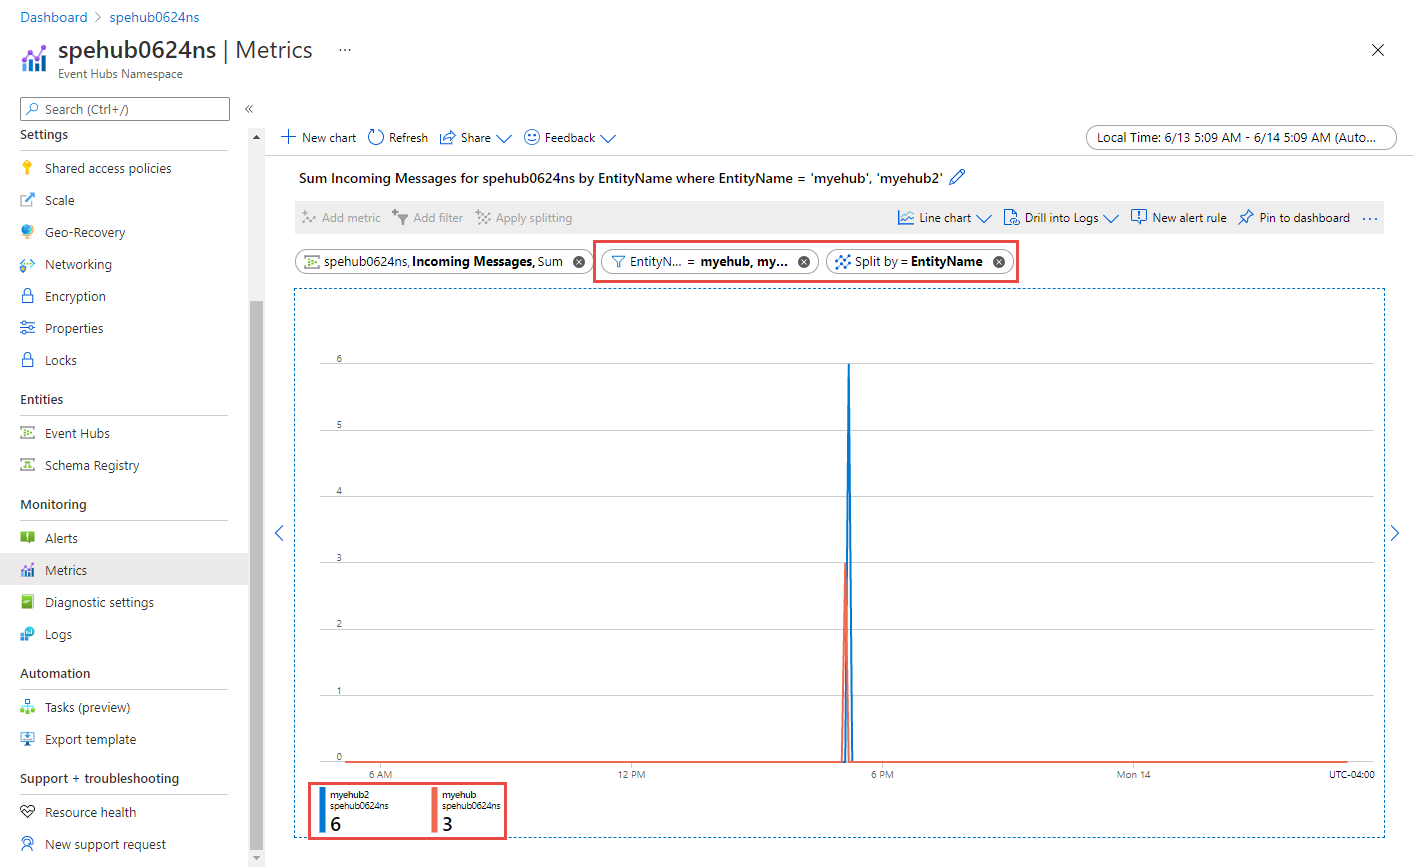 Dashboard > spehub0624ns
spehub0624ns | Metrics ...
Event Hubs Namespace
Search (Ctrl+/)
«
Settings
Shared access policies
Scale
Geo-Recovery
Networking
Encryption
Properties
Locks
Entities
Event Hubs
Schema Registry
Monitoring
Alerts
Metrics
Diagnostic settings
Logs
Automation
Tasks (preview)
Export template
Support + troubleshooting
Resource health
New support request
New chart Refresh Share Feedback
Local Time: 6/13 5:09 AM - 6/14 5:09 AM (Auto...
Sum Incoming Messages for spehub0624ns by EntityName where EntityName = 'myehub', 'myehub2'
Add metric Add filter Apply splitting Line chart Drill into Logs New alert rule Pin to dashboard ...
spehub0624ns, Incoming Messages, Sum EntityN... = myehub, my... Split by = EntityName
6
5
4
3
2
1
0
6 AM 12 PM 6 PM Mon 14 UTC-04:00
myehub2
spehub0624ns
6
myehub
spehub0624ns
3